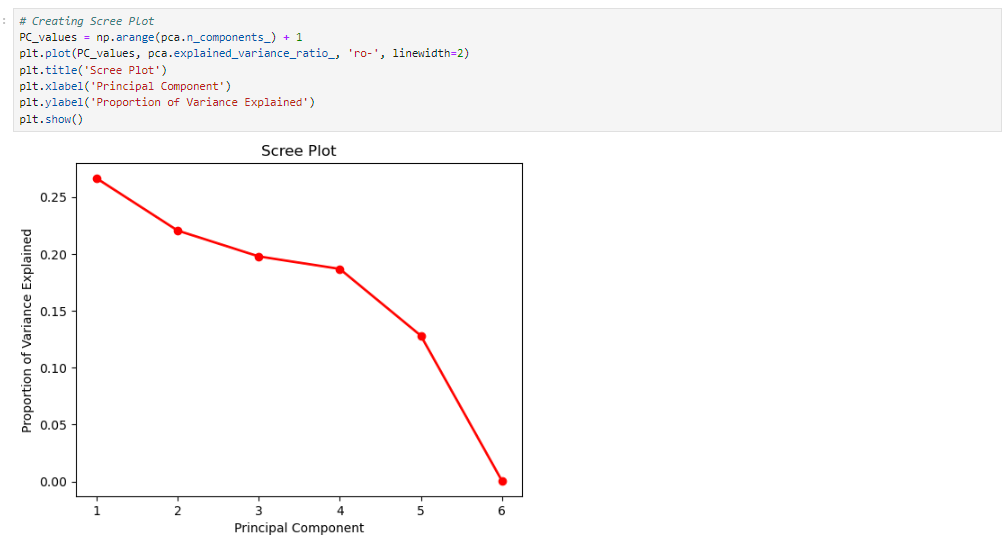 :
# Creating Scree Plot
PC_values = np.arange(pca.n_components_) + 1
plt.plot(PC_values, pca.explained_variance_ratio_, 'ro-', linewidth=2)
plt.title('Scree Plot')
plt.xlabel('Principal Component')
plt.ylabel('Proportion of Variance Explained')
plt.show()
Scree Plot
Proportion of Variance Explained
0.25
0.20
0.15
0.10
0.05
0.00
1 2 3 4 5 6
Principal Component